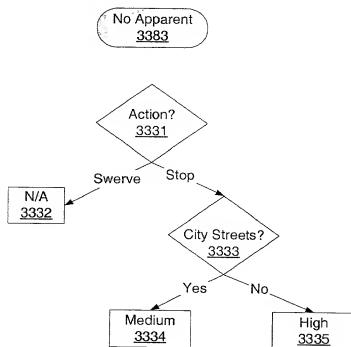 No Apparent
3383
Action?
3331
Swerve
Stop
N/A
3332
City Streets?
3333
Yes
No
Medium
3334
High
3335